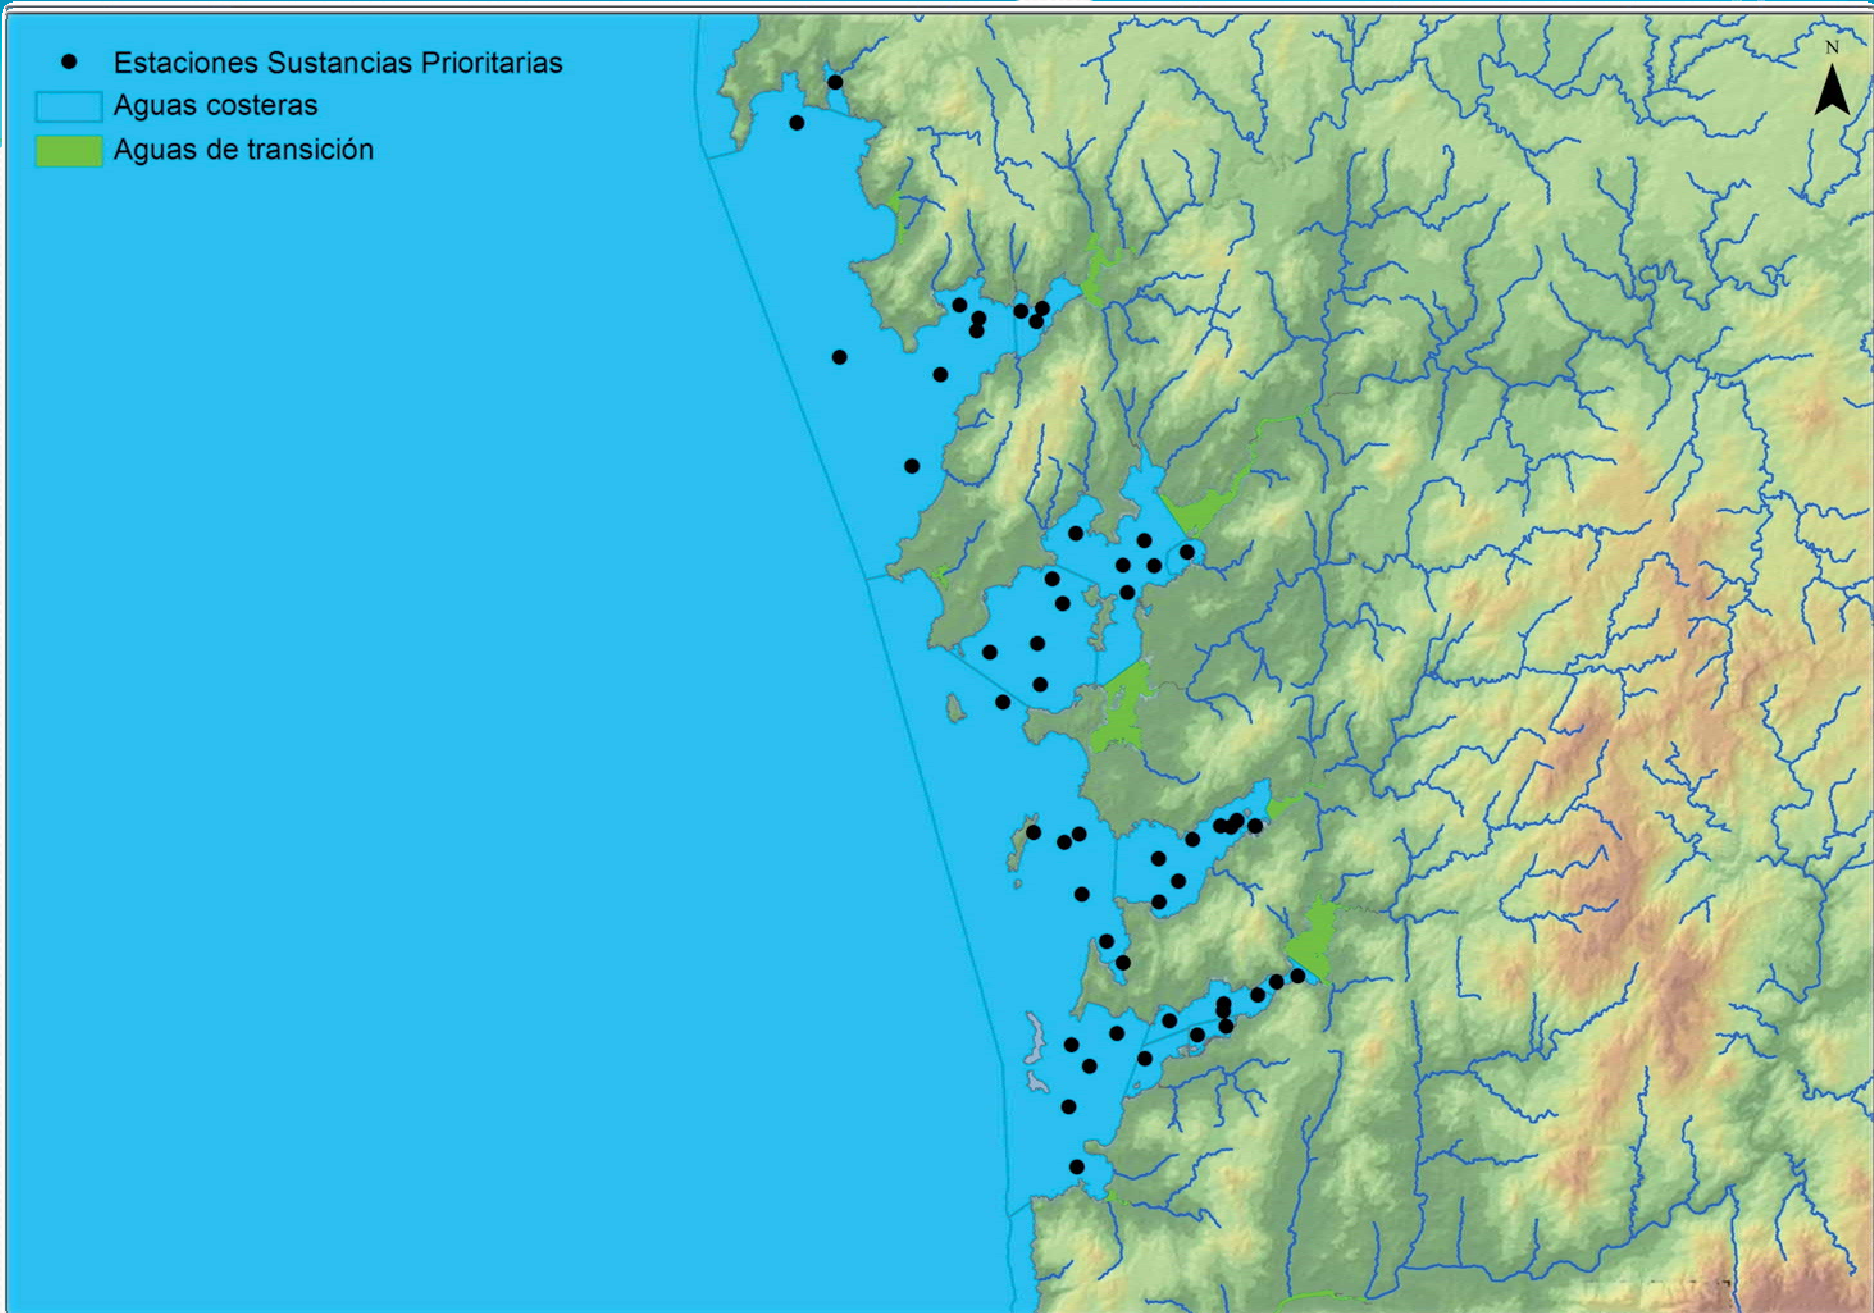 Estaciones Sustancias Prioritarias
Aguas costeras
Aguas de transición
N